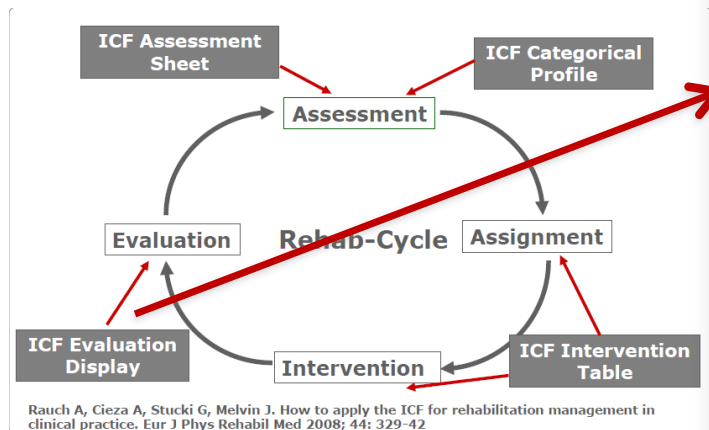 ICF Assessment
Sheet
ICF Categorical
Profile
Assessment
Evaluation
Rehab-Cycle
Assignment
ICF Evaluation
Display
Intervention
ICF Intervention
Table
Rauch A, Cieza A, Stucki G, Melvin J. How to apply the ICF for rehabilitation management in
clinical practice. Eur J Phys Rehabil Med 2008; 44: 329-42